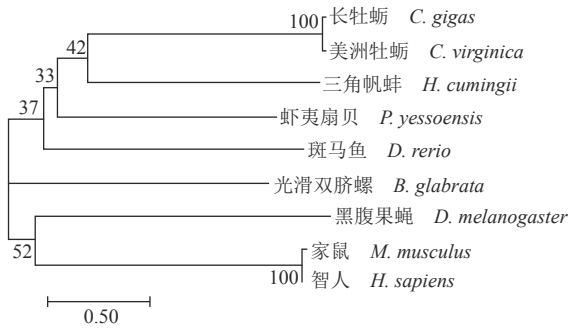 100 长牡蛎 C. gigas
美洲牡蛎 C. virginica
42
三角帆蚌 H. cumingii
33
虾夷扇贝 P. yessoensis
37
斑马鱼 D. rerio
光滑双脐螺 B. glabrata
黑腹果蝇 D. melanogaster
52
家鼠 M. musculus
100 智人 H. sapiens
0.50